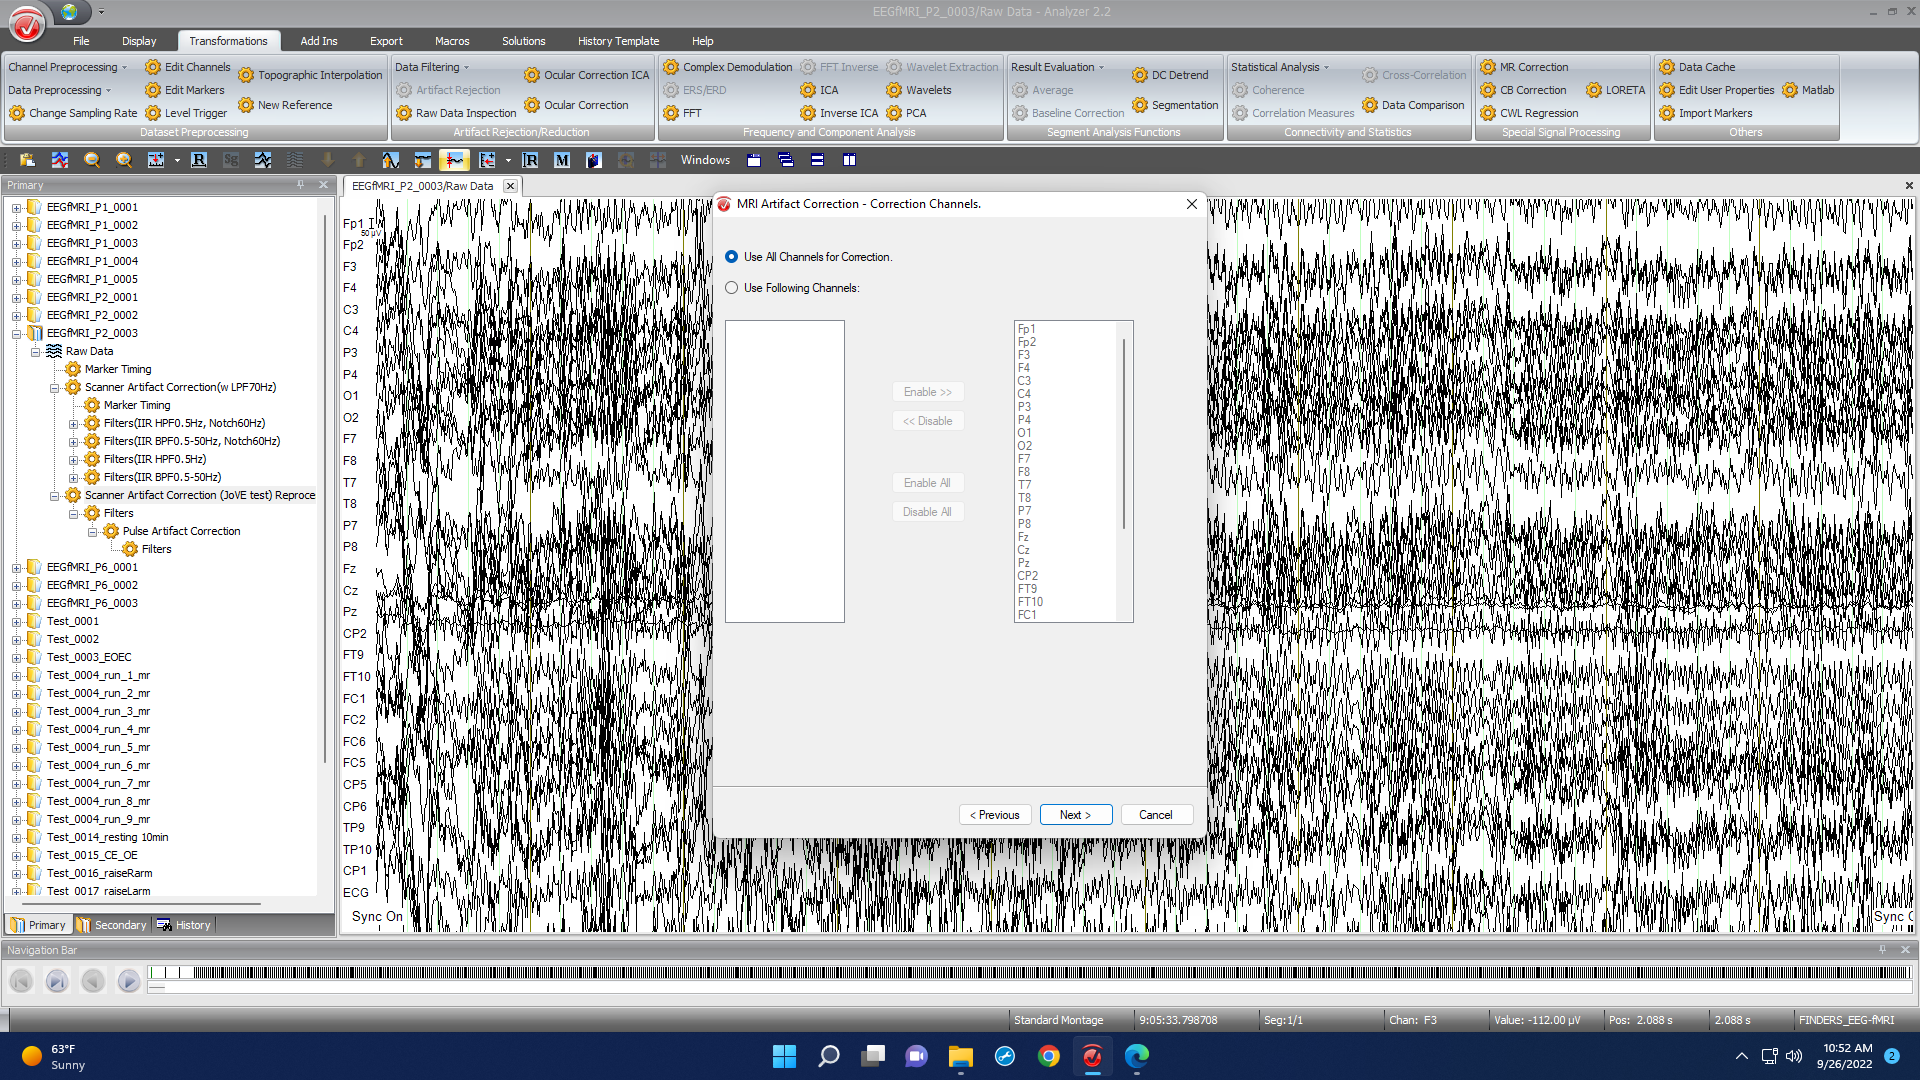 EEGfMRI_P2_0003/Raw Data - Analyzer 2.2
File Display Transformations Add Ins Export Macros Solutions History Template Help
Channel Preprocessing Edit Channels Topographic Interpolation
Data Preprocessing Edit Markers New Reference
Change Sampling Rate Level Trigger
Dataset Preprocessing
Data Filtering Ocular Correction ICA
Artifact Rejection Ocular Correction
Raw Data Inspection
Artifact Rejection/Reduction
Complex Demodulation FFT Inverse Wavelet Extraction
ERS/ERD ICA Wavelets
FFT Inverse ICA PCA
Frequency and Component Analysis
Result Evaluation DC Detrend
Average Segmentation
Baseline Correction
Segment Analysis Functions
Statistical Analysis Cross-Correlation
Coherence Data Comparison
Correlation Measures
Connectivity and Statistics
MR Correction
CB Correction LORETA
CWL Regression
Special Signal Processing
Data Cache
Edit User Properties Matlab
Import Markers
Others
R Sg R M Windows
Primary
EEGfMRI_P1_0001
EEGfMRI_P1_0002
EEGfMRI_P1_0003
EEGfMRI_P1_0004
EEGfMRI_P1_0005
EEGfMRI_P2_0001
EEGfMRI_P2_0002
EEGfMRI_P2_0003
Raw Data
Marker Timing
Scanner Artifact Correction(w LPF70Hz)
Marker Timing
Filters(IIR HPF0.5Hz, Notch60Hz)
Filters(IIR BPF0.5-50Hz, Notch60Hz)
Filters(IIR HPF0.5Hz)
Filters(IIR BPF0.5-50Hz)
Scanner Artifact Correction (JoVE test) Reproce
Filters
Pulse Artifact Correction
Filters
EEGfMRI_P6_0001
EEGfMRI_P6_0002
EEGfMRI_P6_0003
Test_0001
Test_0002
Test_0003_EOEC
Test_0004_run_1_mr
Test_0004_run_2_mr
Test_0004_run_3_mr
Test_0004_run_4_mr
Test_0004_run_5_mr
Test_0004_run_6_mr
Test_0004_run_7_mr
Test_0004_run_8_mr
Test_0004_run_9_mr
Test_0014_resting 10min
Test_0015_CE_OE
Test_0016_raiseRarm
Test_0017_raiseLarm
Primary Secondary History
EEGfMRI_P2_0003/Raw Data
Fp1
50 µV
Fp2
F3
F4
C3
C4
P3
P4
O1
O2
F7
F8
T7
T8
P7
P8
Fz
Cz
Pz
CP2
FT9
FT10
FC1
FC2
FC6
FC5
CP5
CP6
TP9
TP10
CP1
ECG
Sync On
Sync
MRI Artifact Correction - Correction Channels.
Use All Channels for Correction.
Use Following Channels:
Enable >>
<< Disable
Enable All
Disable All
Fp1
Fp2
F3
F4
C3
C4
P3
P4
O1
O2
F7
F8
T7
T8
P7
P8
Fz
Cz
Pz
CP2
FT9
FT10
FC1
< Previous Next > Cancel
Navigation Bar
Standard Montage 9:05:33.798708 Seg:1/1 Chan: F3 Value: -112.00 µV Pos: 2.088 s 2.088 s FINDERS_EEG-fMRI
63°F
Sunny
10:52 AM
9/26/2022
2